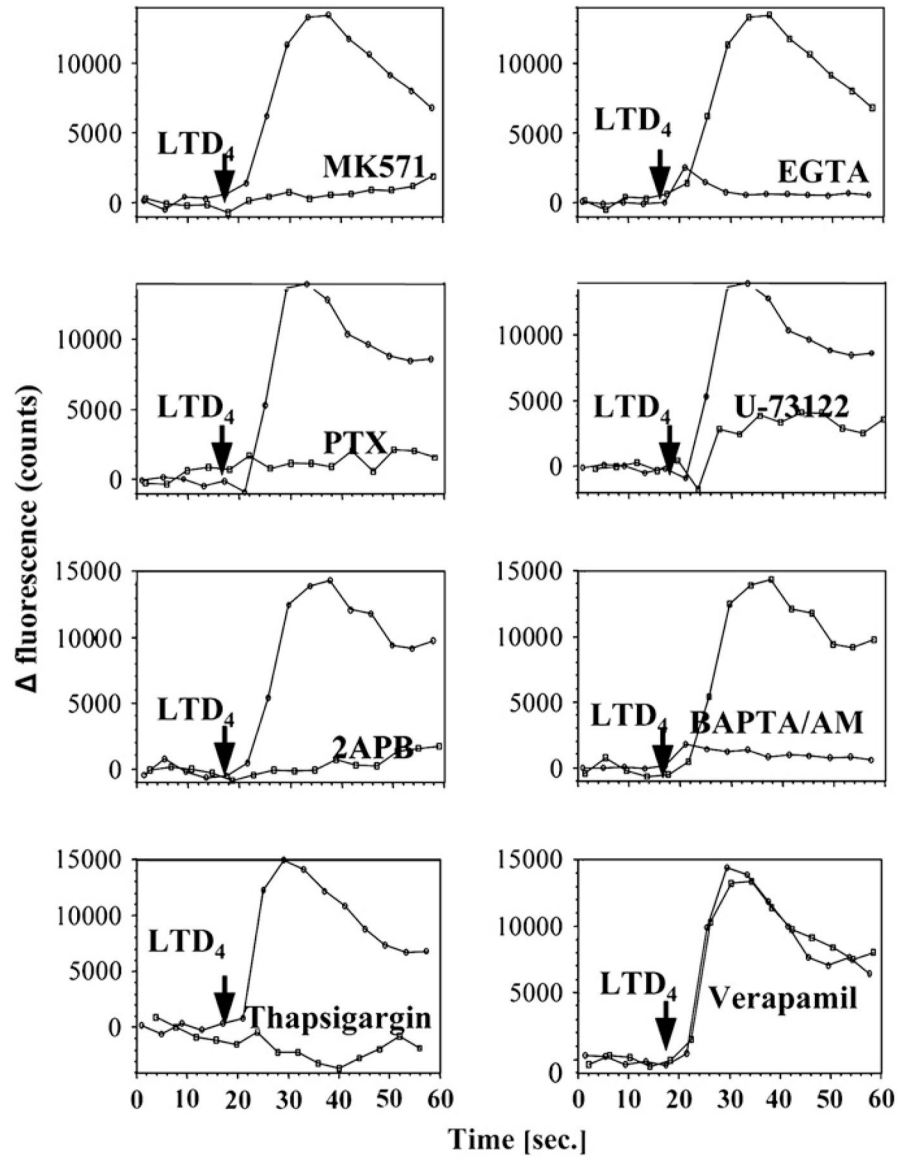 10000
5000
0
LTD4
MK571
10000
5000
0
LTD4
EGTA
10000
5000
0
LTD4
PTX
10000
5000
0
LTD4
U-73122
15000
10000
5000
0
LTD4
2APB
15000
10000
5000
0
LTD4
BAPTA/AM
15000
10000
5000
0
LTD4
Thapsigargin
0 10 20 30 40 50 60
15000
10000
5000
0
LTD4
Verapamil
0 10 20 30 40 50 60
Δ fluorescence (counts)
Time [sec.]